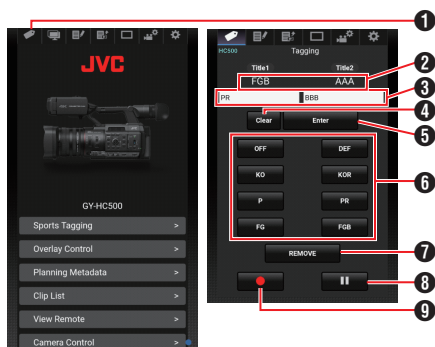 1
JVC
GY-HC500
Sports Tagging >
Overlay Control >
Planning Metadata >
Clip List >
View Remote >
Camera Control >
HC500 Tagging
Title1 Title2
FGB AAA
2
PR BBB
3
4
Clear Enter
5
OFF DEF
KO KOR
P PR
FG FGB
6
REMOVE
7
8
9